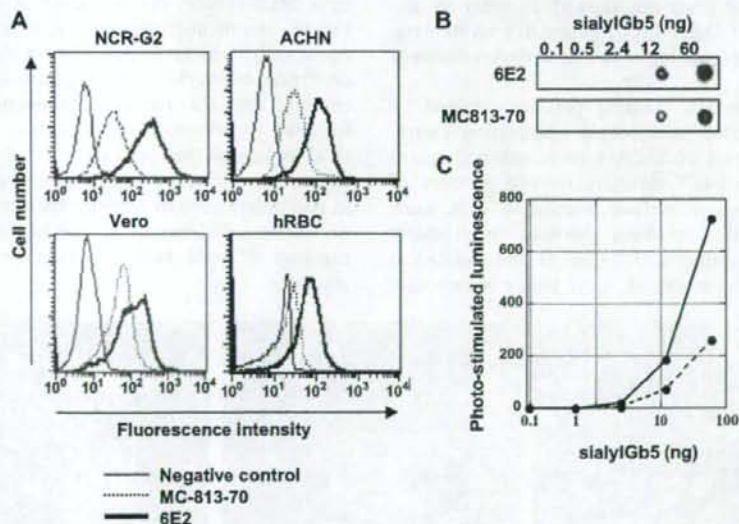 A
NCR-G2
ACHN
Cell number
10⁰ 10¹ 10² 10³ 10⁴
10⁰ 10¹ 10² 10³ 10⁴
Vero
hRBC
10⁰ 10¹ 10² 10³ 10⁴
10⁰ 10¹ 10² 10³ 10⁴
Fluorescence Intensity
Negative control
MC-813-70
6E2
B
sialylGb5 (ng)
0.1 0.5 2.4 12 60
6E2
MC813-70
C
Photo-stimulated luminescence
800
600
400
200
0
0.1 1 10 100
sialylGb5 (ng)